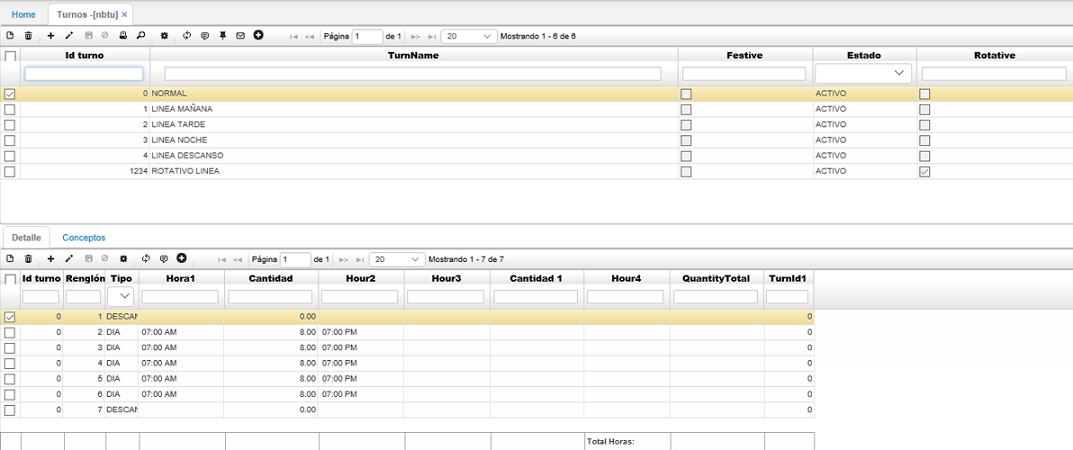 Home Turnos -[nbtu] ×
Página 1 de 1 20 Mostrando 1 - 6 de 6
Id turno TurnName Festive Estado Rotative
0 NORMAL ACTIVO
1 LINEA MAÑANA ACTIVO
2 LINEA TARDE ACTIVO
3 LINEA NOCHE ACTIVO
4 LINEA DESCANSO ACTIVO
1234 ROTATIVO LINEA ACTIVO
Detalle Conceptos
Página 1 de 1 20 Mostrando 1 - 7 de 7
Id turno Renglón Tipo Hora1 Cantidad Hour2 Hour3 Cantidad 1 Hour4 QuantityTotal TurnId1
0 1 DESCAN 0.00 0
0 2 DIA 07:00 AM 8.00 07:00 PM 0
0 3 DIA 07:00 AM 8.00 07:00 PM 0
0 4 DIA 07:00 AM 8.00 07:00 PM 0
0 5 DIA 07:00 AM 8.00 07:00 PM 0
0 6 DIA 07:00 AM 8.00 07:00 PM 0
0 7 DESCAN 0.00 0
Total Horas: